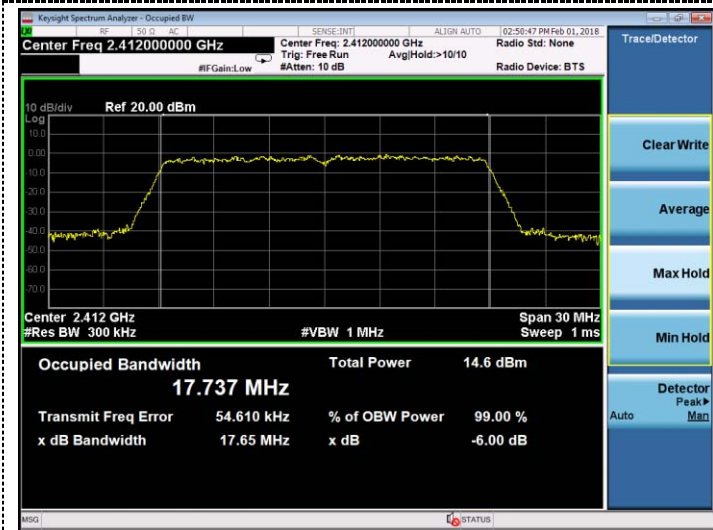 Keysight Spectrum Analyzer - Occupied BW
RF 50 Ω AC SENSE:INT ALIGN AUTO 02:50:47 PM Feb 01, 2018
Center Freq 2.412000000 GHz
Center Freq: 2.412000000 GHz
Radio Std: None
Trig: Free Run Avg|Hold:>10/10
#IFGain:Low #Atten: 10 dB Radio Device: BTS
Trace/Detector
10 dB/div Ref 20.00 dBm
Log
10.0
0.00
-10.0
-20.0
-30.0
-40.0
-50.0
-60.0
-70.0
Center 2.412 GHz Span 30 MHz
#Res BW 300 kHz #VBW 1 MHz Sweep 1 ms
Occupied Bandwidth Total Power 14.6 dBm
17.737 MHz
Transmit Freq Error 54.610 kHz % of OBW Power 99.00 %
x dB Bandwidth 17.65 MHz x dB -6.00 dB
Clear Write
Average
Max Hold
Min Hold
Detector
Peak▶
Auto Man
MSG STATUS